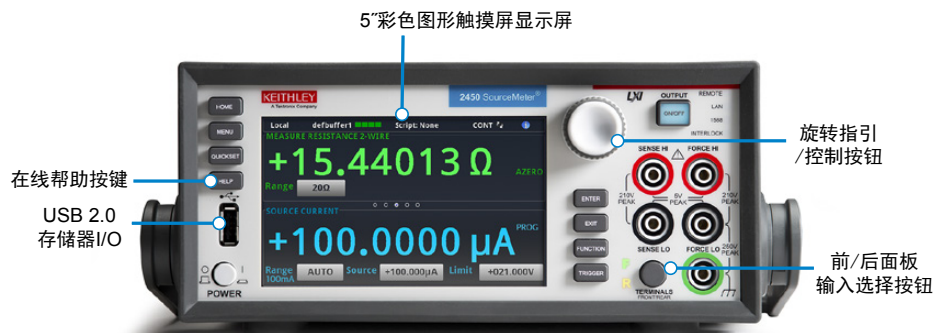 5″彩色图形触摸屏显示屏
KEITHLEY
A Tektronix Company
2450 SourceMeter®
LXI
OUTPUT
ON/OFF
REMOTE
LAN
1588
INTERLOCK
HOME
MENU
QUICKSET
HELP
Local defbuffer1 Script: None CONT
MEASURE RESISTANCE 2-WIRE
+15.44013 Ω
AZERO
Range 20Ω
SOURCE CURRENT
+100.0000 µA
PROG
Range 100mA AUTO Source +100.000µA Limit +021.000V
旋转指引
/控制按钮
在线帮助按键
USB 2.0
存储器I/O
SENSE HI
FORCE HI
210V PEAK
5V PEAK
210V PEAK
SENSE LO
FORCE LO
250V PEAK
ENTER
EXIT
FUNCTION
TRIGGER
F
R
TERMINALS
FRONT/REAR
POWER
前/后面板
输入选择按钮